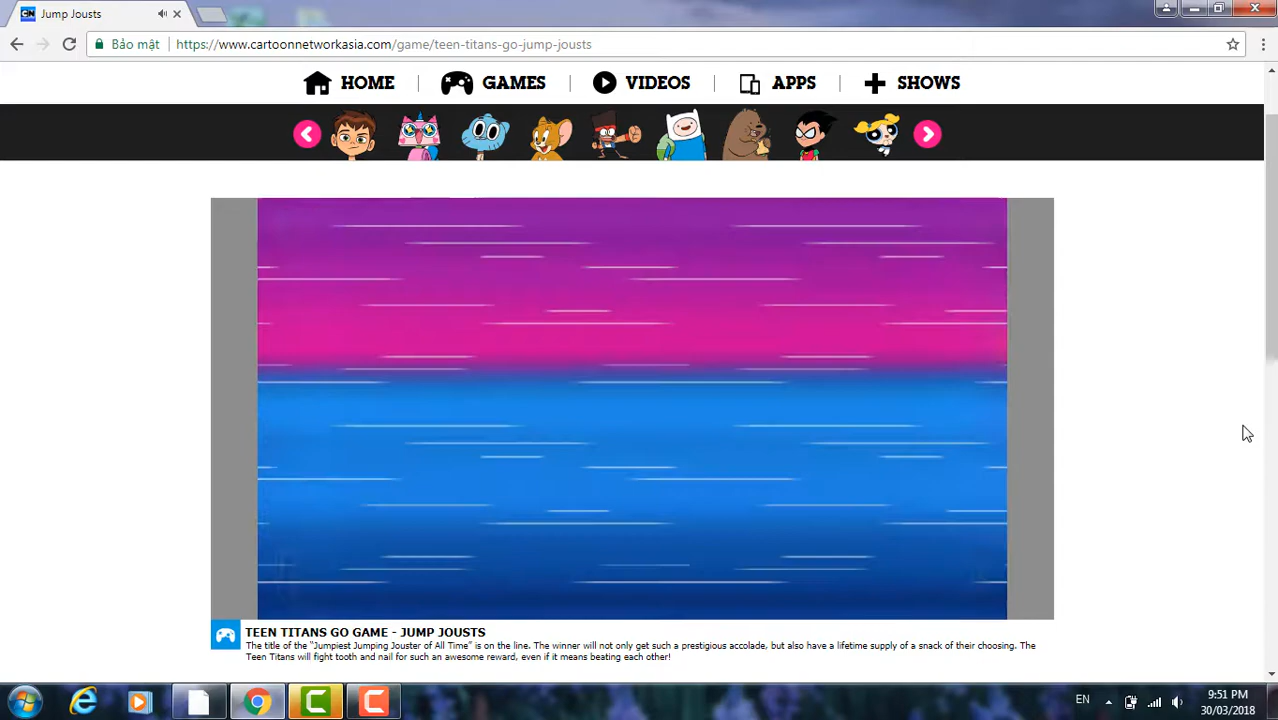 CN Jump Jousts
Bảo mật https://www.cartoonnetworkasia.com/game/teen-titans-go-jump-jousts
HOME GAMES VIDEOS APPS SHOWS
TEEN TITANS GO GAME - JUMP JOUSTS
The title of the “Jumpiest Jumping Jouster of All Time” is on the line. The winner will not only get such a prestigious accolade, but also have a lifetime supply of a snack of their choosing. The
Teen Titans will fight tooth and nail for such an awesome reward, even if it means beating each other!
EN
9:51 PM
30/03/2018